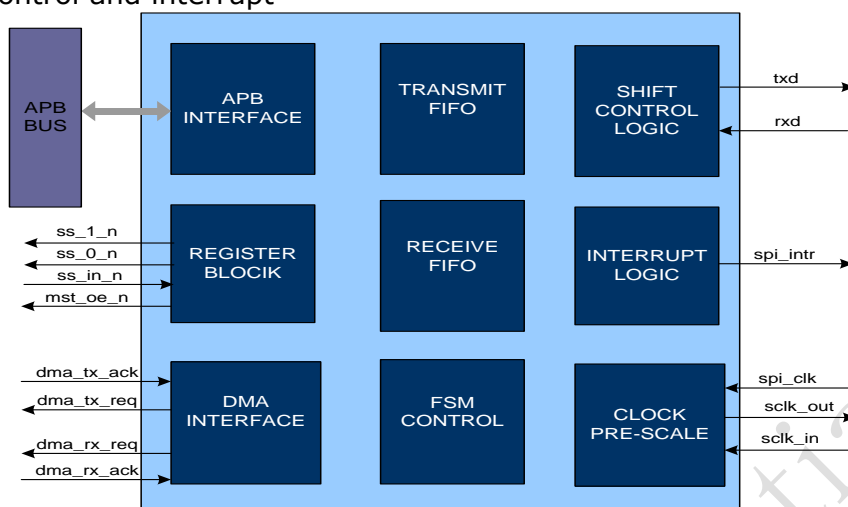 ontrol and interrupt
APB
BUS
APB
INTERFACE
TRANSMIT
FIFO
SHIFT
CONTROL
LOGIC
txd
rxd
ss_1_n
ss_0_n
ss_in_n
mst_oe_n
REGISTER
BLOCIK
RECEIVE
FIFO
INTERRUPT
LOGIC
spi_intr
dma_tx_ack
dma_tx_req
dma_rx_req
dma_rx_ack
DMA
INTERFACE
FSM
CONTROL
CLOCK
PRE-SCALE
spi_clk
sclk_out
sclk_in